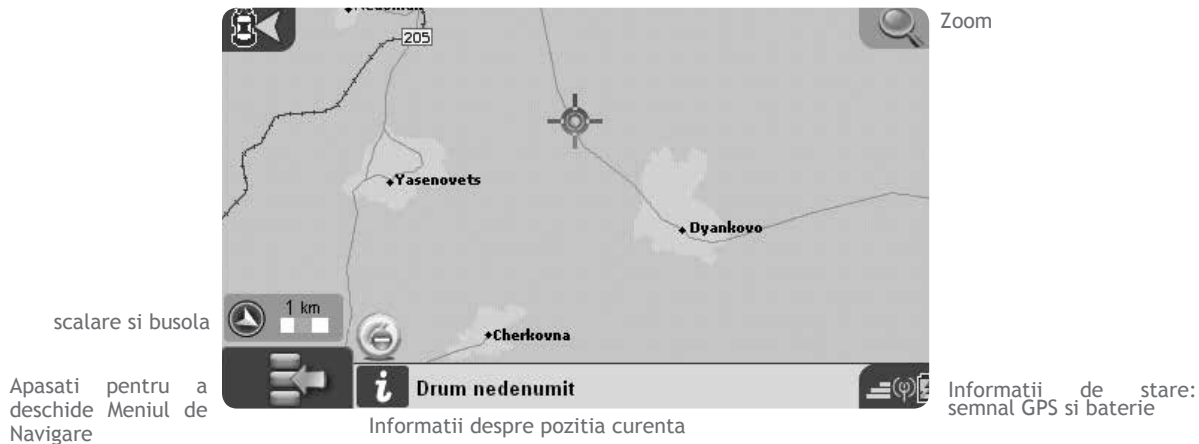 Zoom
205
Yasenovets
Dyankovo
1 km
scalare si busola
Cherkovna
Apasati pentru a
deschide Meniul de
Navigare
Drum nedenumit
Informatii de stare:
semnal GPS si baterie
Informatii despre pozitia curenta